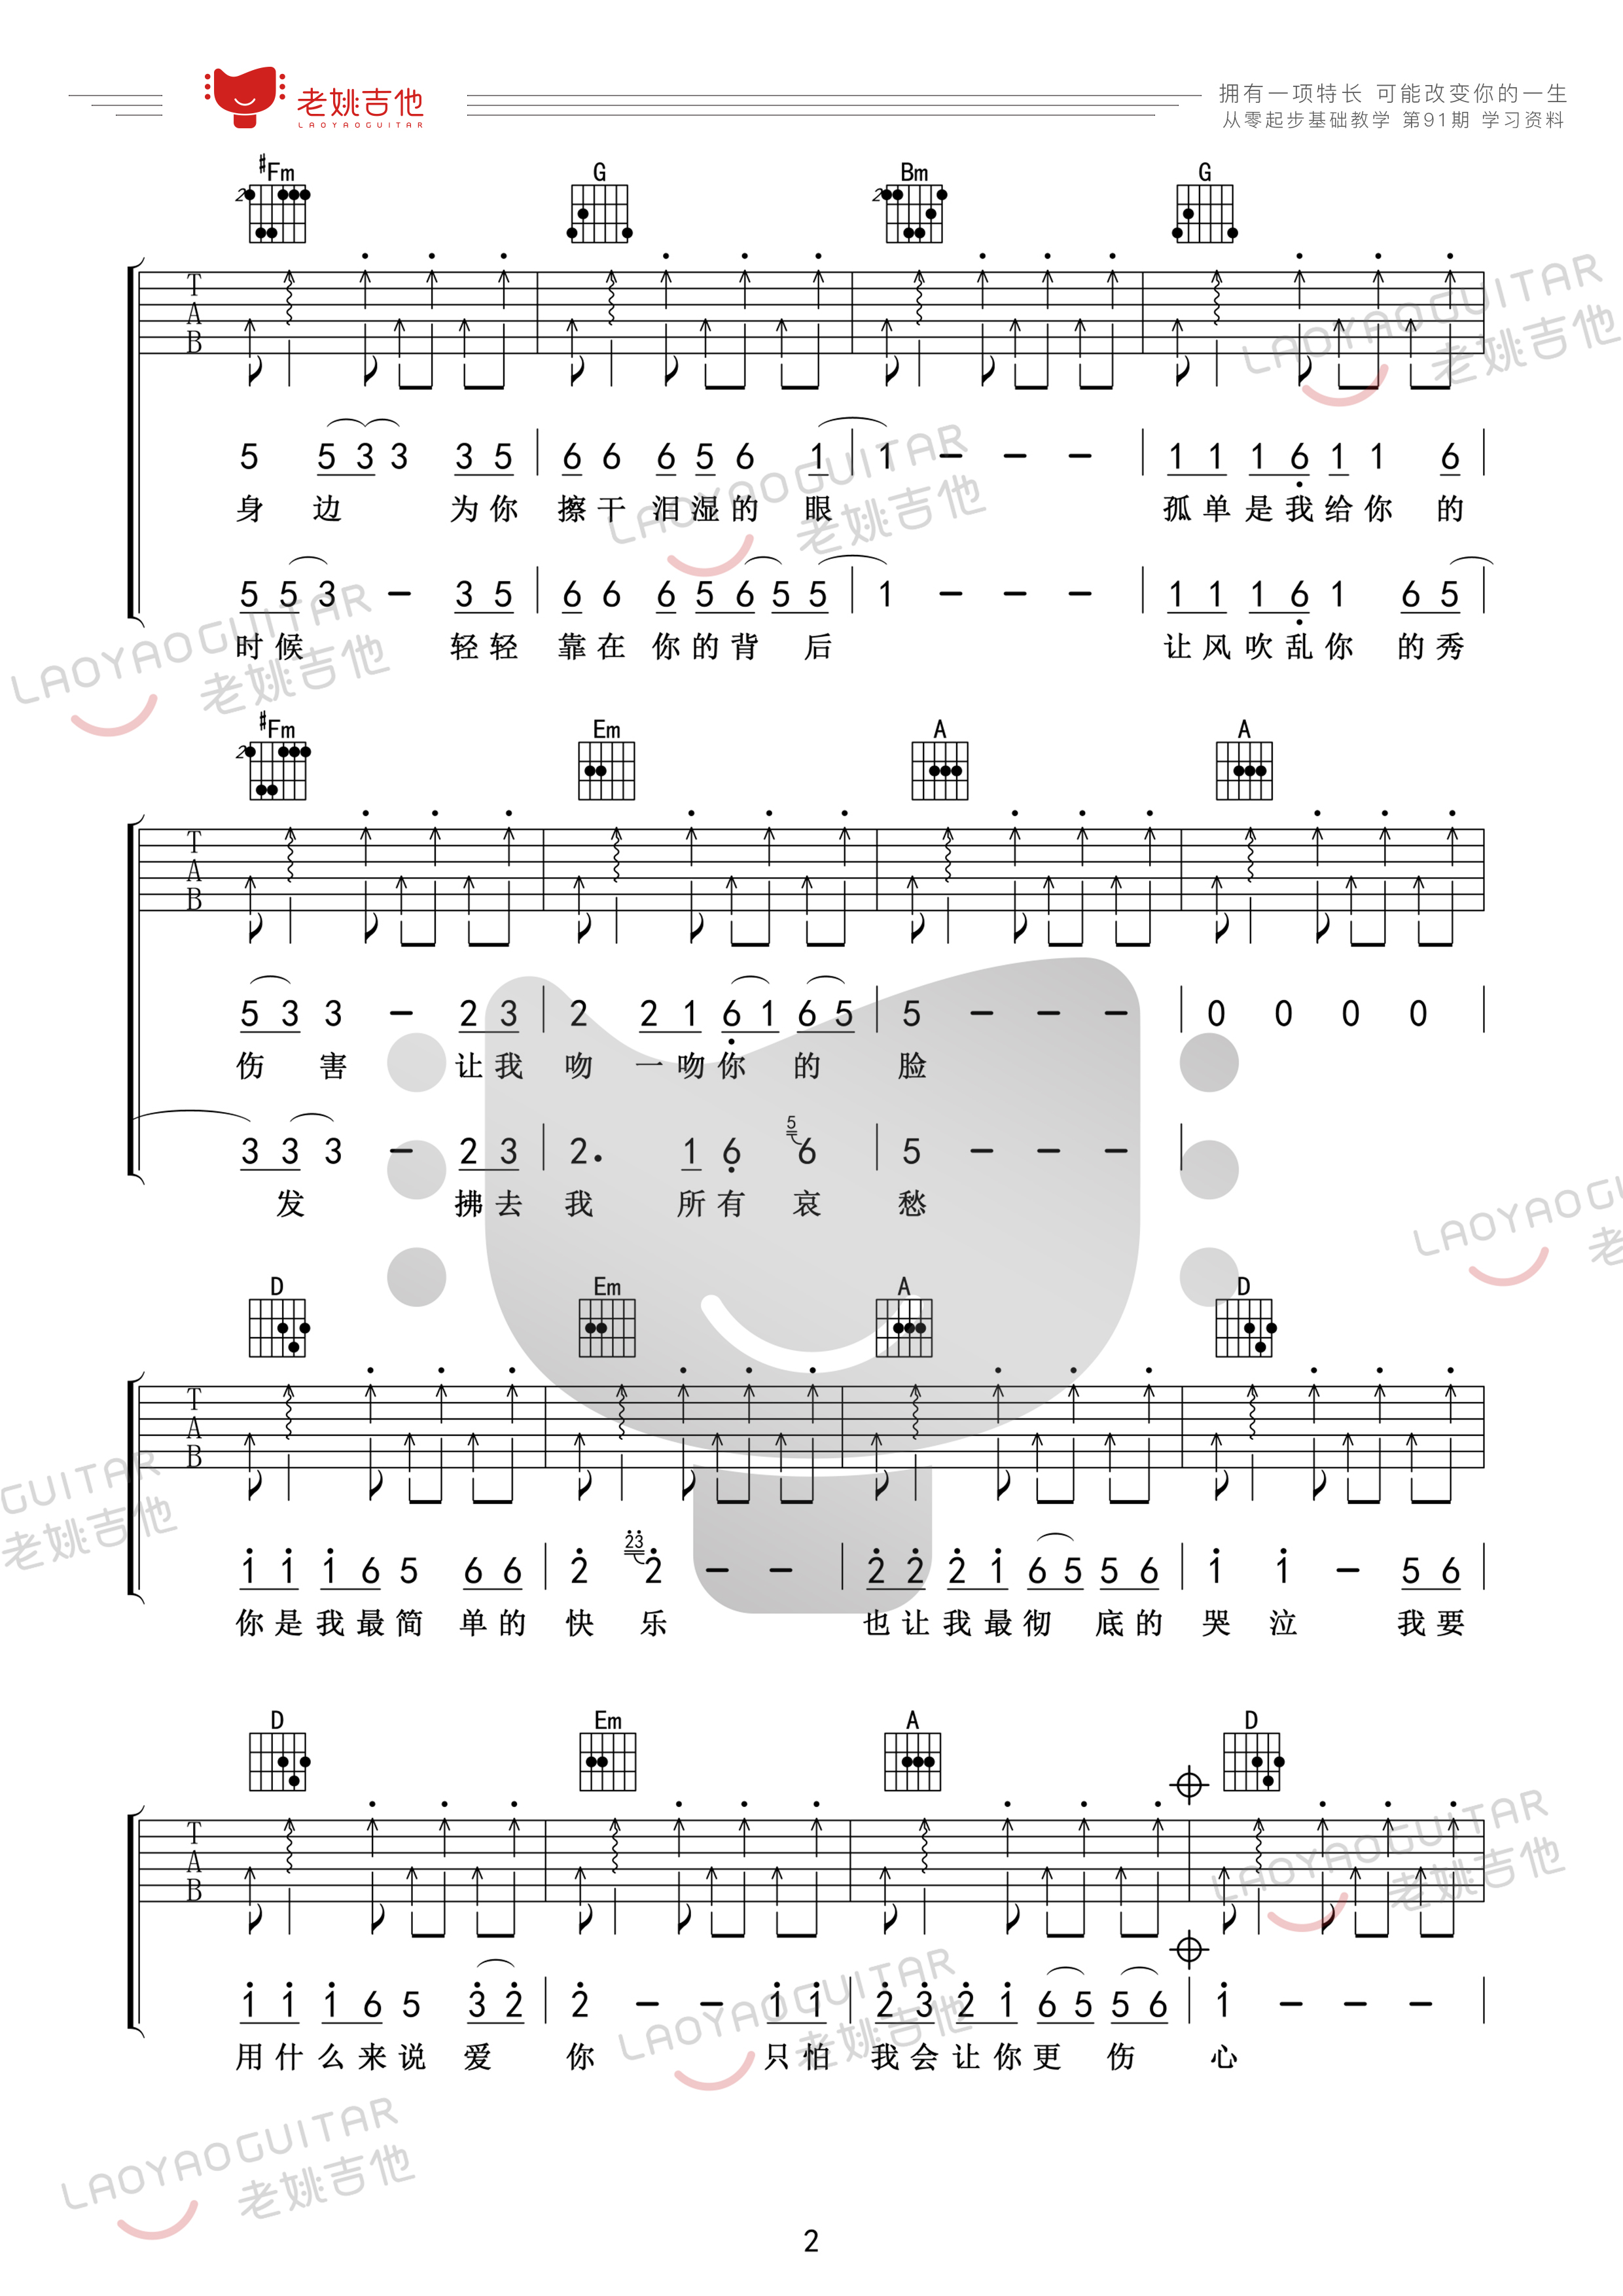 老姚吉他
LAOYAOGUITAR
拥有一项特长 可能改变你的一生
从零起步基础教学 第91期 学习资料
#Fm G Bm G
2 2
T
A
B
5 5 3 3 3 5 | 6 6 6 5 6 1 | 1 - - - | 1 1 1 6 1 1 6 |
身 边 为 你 擦 干 泪 湿 的 眼 孤 单 是 我 给 你 的
5 5 3 - 3 5 | 6 6 6 5 6 5 5 | 1 - - - | 1 1 1 6 1 6 5 |
时 候 轻 轻 靠 在 你 的 背 后 让 风 吹 乱 你 的 秀
#Fm Em A A
2
T
A
B
5 3 3 - 2 3 | 2 2 1 6 1 6 5 | 5 - - - | 0 0 0 0 |
伤 害 让 我 吻 一 吻 你 的 脸
5
3 3 3 - 2 3 | 2. 1 6 6 | 5 - - - |
发 拂 去 我 所 有 哀 愁
D Em A D
T
A
B
23
1 1 1 6 5 6 6 | 2 2 - - | 2 2 2 1 6 5 5 6 | 1 1 - 5 6 |
你 是 我 最 简 单 的 快 乐 也 让 我 最 彻 底 的 哭 泣 我 要
D Em A D
T
A
B
1 1 1 6 5 3 2 | 2 - - 1 1 | 2 3 2 1 6 5 5 6 | 1 - - - |
用 什 么 来 说 爱 你 只 怕 我 会 让 你 更 伤 心
2